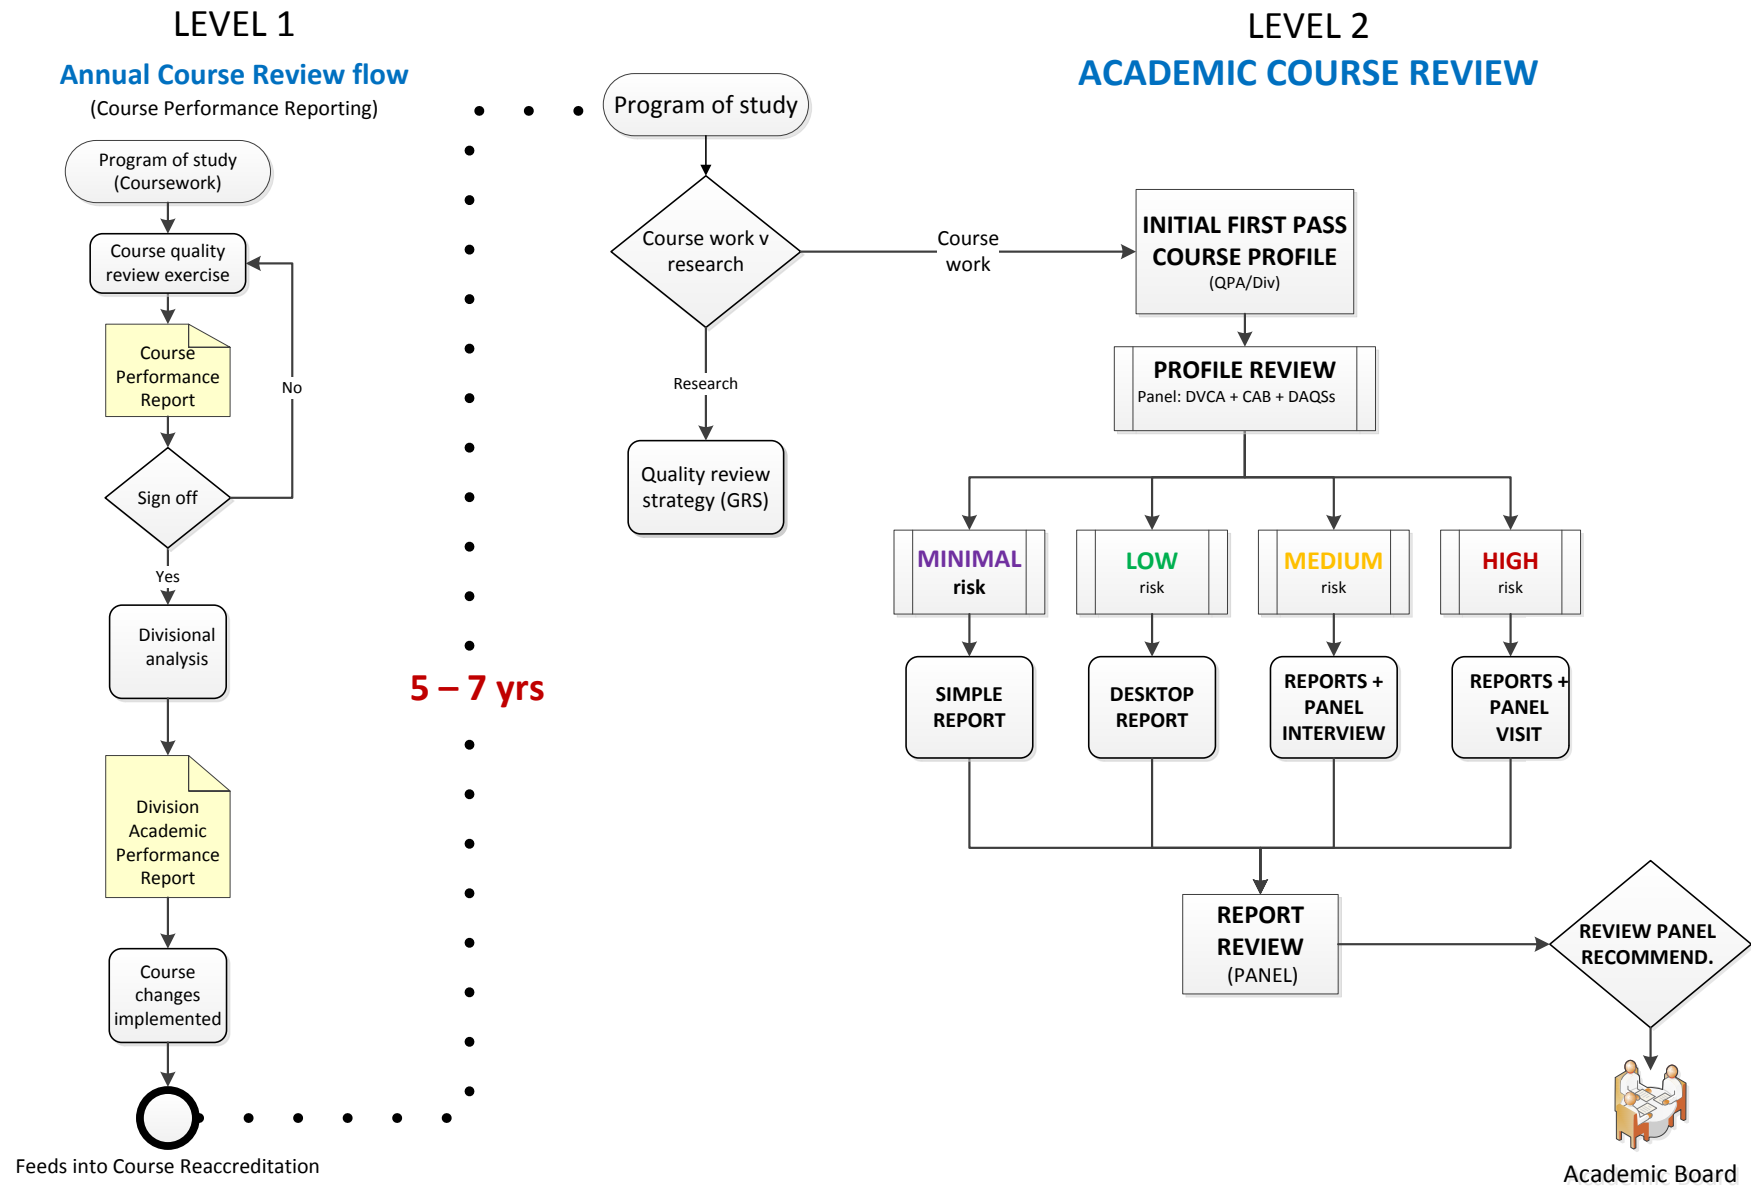 LEVEL 1
Annual Course Review flow
(Course Performance Reporting)
Program of study
(Coursework)
Course quality
review exercise
Course
Performance
Report
No
Sign off
Yes
Divisional
analysis
Division
Academic
Performance
Report
Course
changes
implemented
Feeds into Course Reaccreditation
5 – 7 yrs
LEVEL 2
ACADEMIC COURSE REVIEW
Program of study
Course work v
research
Course
work
Research
Quality review
strategy (GRS)
INITIAL FIRST PASS
COURSE PROFILE
(QPA/Div)
PROFILE REVIEW
Panel: DVCA + CAB + DAQSs
MINIMAL
risk
LOW
risk
MEDIUM
risk
HIGH
risk
SIMPLE
REPORT
DESKTOP
REPORT
REPORTS +
PANEL
INTERVIEW
REPORTS +
PANEL
VISIT
REPORT
REVIEW
(PANEL)
REVIEW PANEL
RECOMMEND.
Academic Board